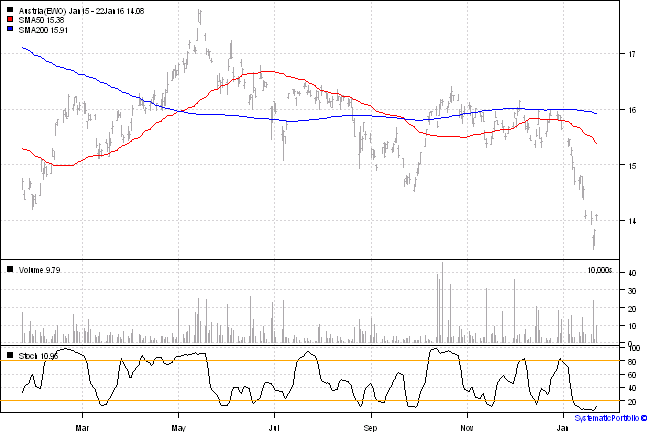 Austria(EWO) Jan15 - 22Jan16 14.08
SMA50 15.38
SMA200 15.91
17
16
15
14
Volume 9.79
10,000s
40
30
20
10
0
Stoch 10.96
100
80
60
40
20
Mar May Jul Sep Nov Jan
SystematicPortfolio ©